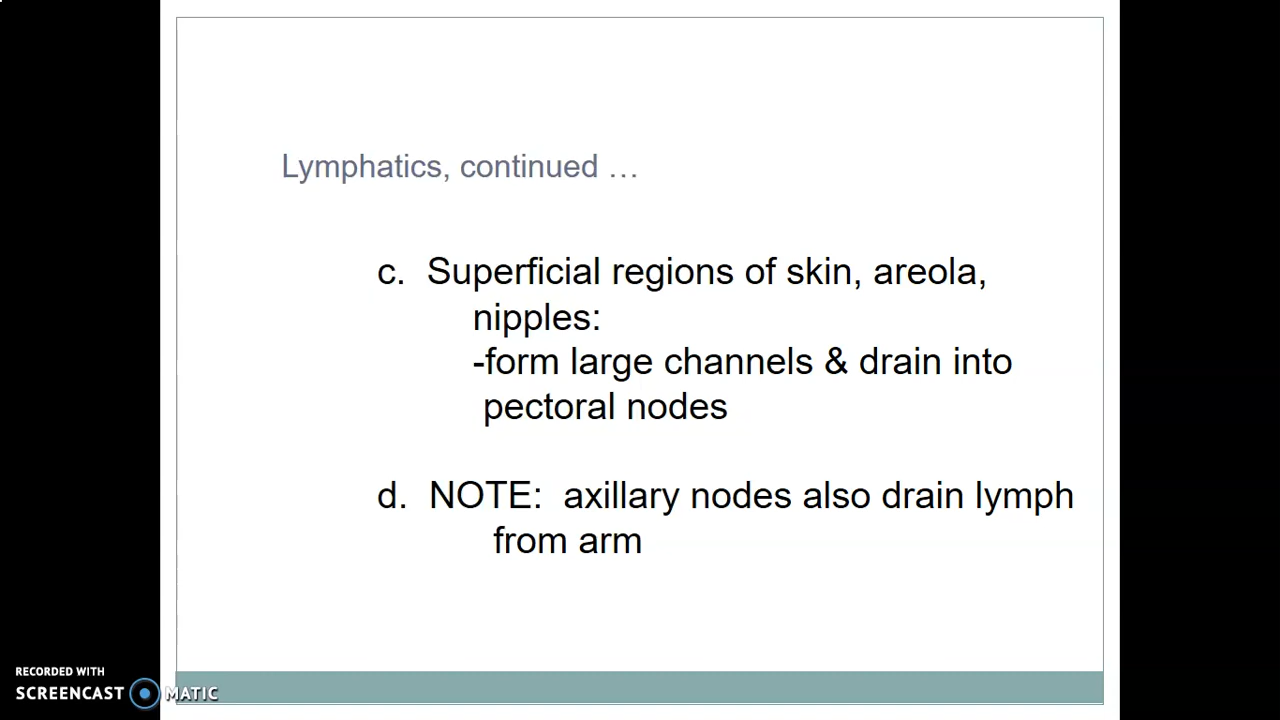 Lymphatics, continued …
c. Superficial regions of skin, areola,
nipples:
-form large channels & drain into
pectoral nodes
d. NOTE: axillary nodes also drain lymph
from arm
RECORDED WITH
SCREENCAST MATIC